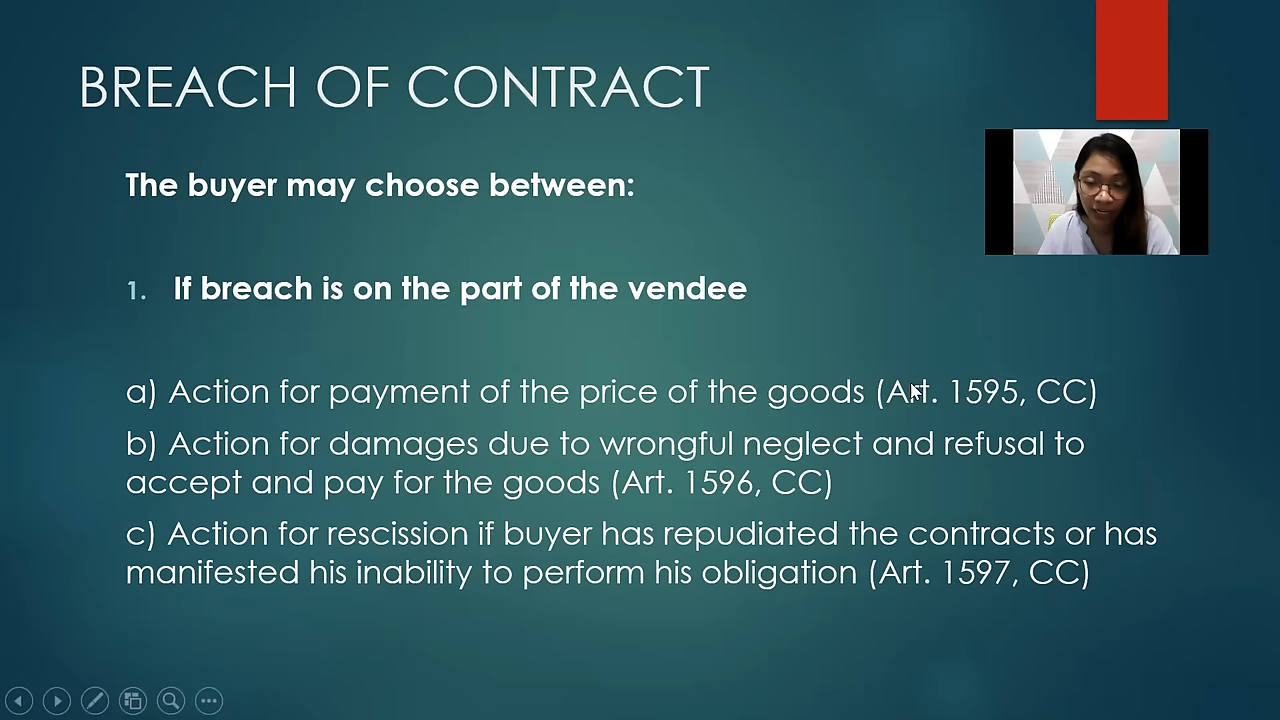 BREACH OF CONTRACT
The buyer may choose between:
1. If breach is on the part of the vendee
a) Action for payment of the price of the goods (Art. 1595, CC)
b) Action for damages due to wrongful neglect and refusal to
accept and pay for the goods (Art. 1596, CC)
c) Action for rescission if buyer has repudiated the contracts or has
manifested his inability to perform his obligation (Art. 1597, CC)